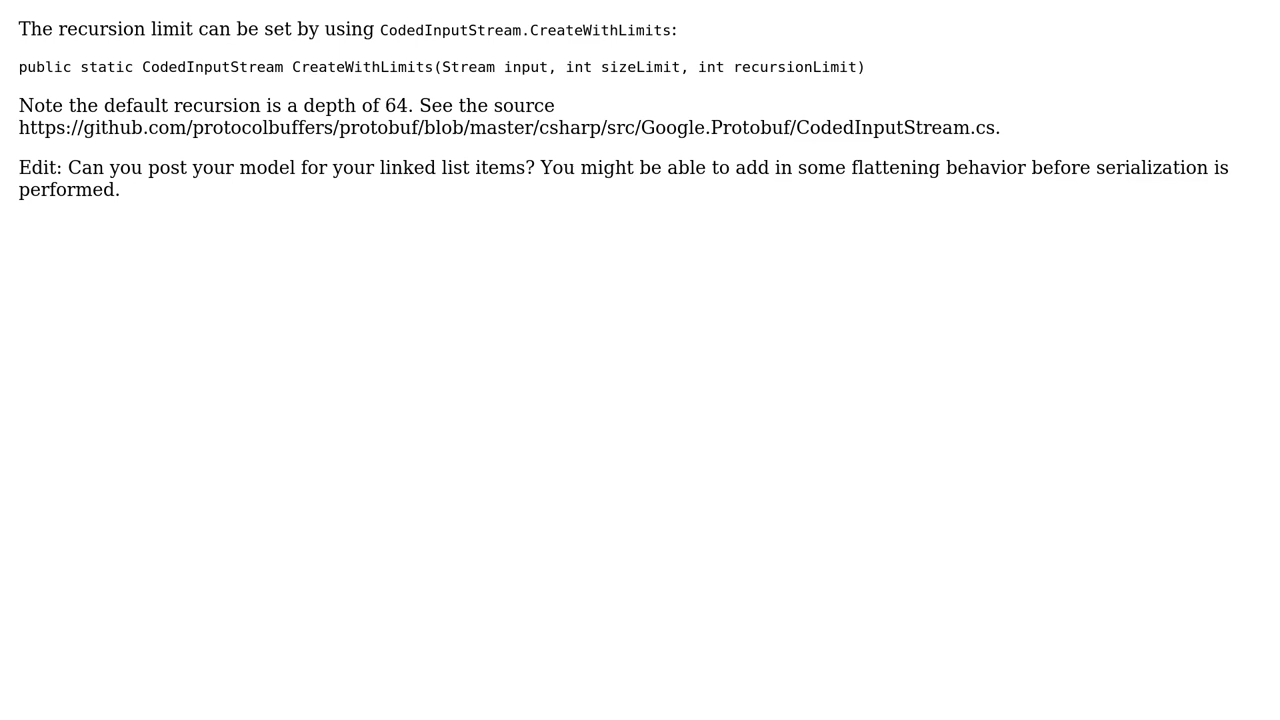 The recursion limit can be set by using CodedInputStream.CreateWithLimits:
public static CodedInputStream CreateWithLimits(Stream input, int sizeLimit, int recursionLimit)
Note the default recursion is a depth of 64. See the source
https://github.com/protocolbuffers/protobuf/blob/master/csharp/src/Google.Protobuf/CodedInputStream.cs.
Edit: Can you post your model for your linked list items? You might be able to add in some flattening behavior before serialization is
performed.